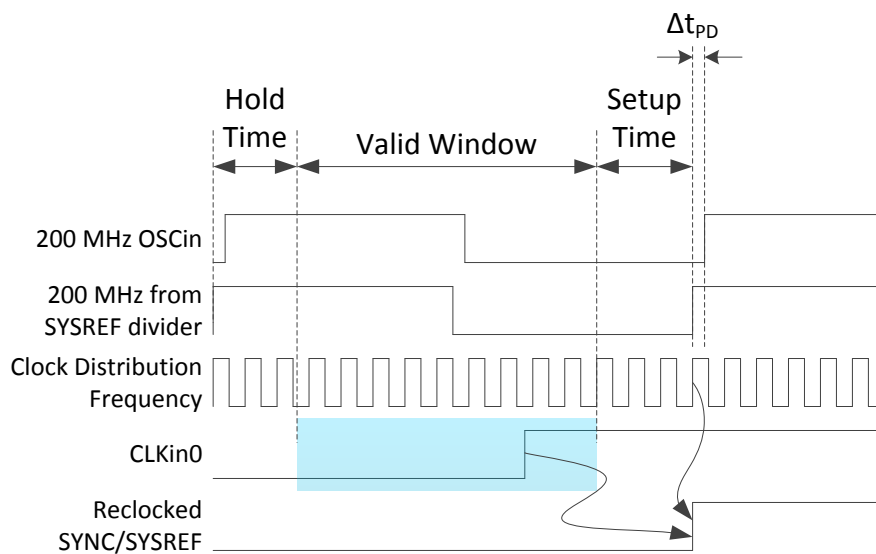 Δt_PD
Hold
Time
Valid Window
Setup
Time
200 MHz OSCin
200 MHz from
SYSREF divider
Clock Distribution
Frequency
CLKin0
Reclocked
SYNC/SYSREF